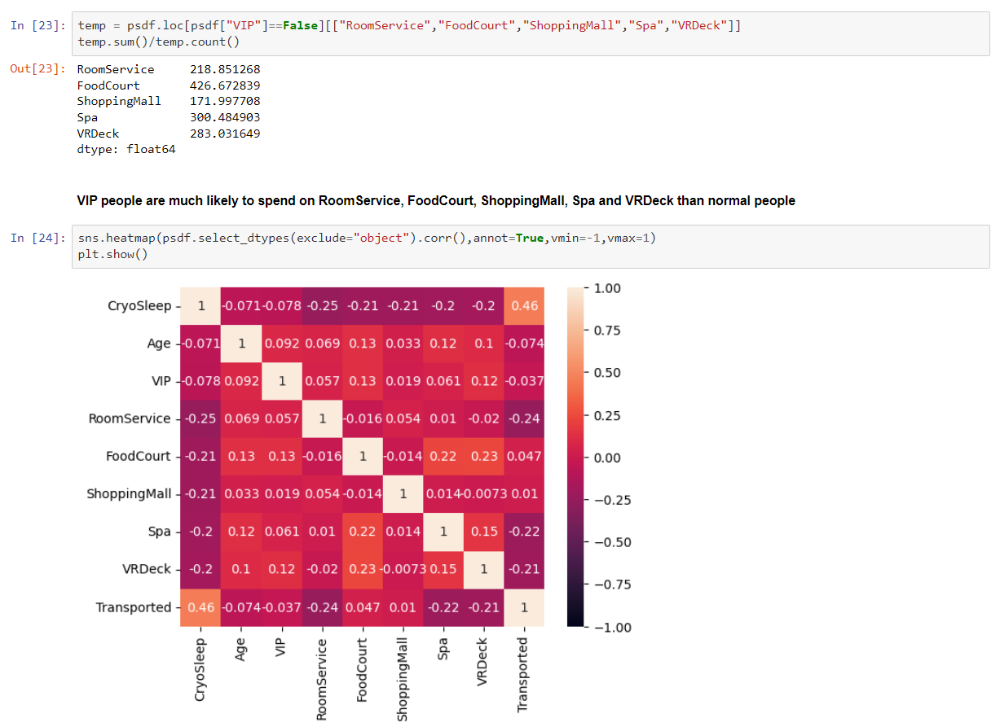 In [23]: temp = psdf.loc[psdf["VIP"]==False][["RoomService","FoodCourt","ShoppingMall","Spa","VRDeck"]]
temp.sum()/temp.count()
Out[23]: RoomService 218.851268
FoodCourt 426.672839
ShoppingMall 171.997708
Spa 300.484903
VRDeck 283.031649
dtype: float64
VIP people are much likely to spend on RoomService, FoodCourt, ShoppingMall, Spa and VRDeck than normal people
In [24]: sns.heatmap(psdf.select_dtypes(exclude="object").corr(),annot=True,vmin=-1,vmax=1)
plt.show()
CryoSleep 1 -0.071 -0.078 -0.25 -0.21 -0.21 -0.2 -0.2 0.46
Age -0.071 1 0.092 0.069 0.13 0.033 0.12 0.1 -0.074
VIP -0.078 0.092 1 0.057 0.13 0.019 0.061 0.12 -0.037
RoomService -0.25 0.069 0.057 1 -0.016 0.054 0.01 -0.02 -0.24
FoodCourt -0.21 0.13 0.13 -0.016 1 -0.014 0.22 0.23 0.047
ShoppingMall -0.21 0.033 0.019 0.054 -0.014 1 0.014 -0.0073 0.01
Spa -0.2 0.12 0.061 0.01 0.22 0.014 1 0.15 -0.22
VRDeck -0.2 0.1 0.12 -0.02 0.23 -0.0073 0.15 1 -0.21
Transported 0.46 -0.074 -0.037 -0.24 0.047 0.01 -0.22 -0.21 1
CryoSleep Age VIP RoomService FoodCourt ShoppingMall Spa VRDeck Transported
1.00
0.75
0.50
0.25
0.00
−0.25
−0.50
−0.75
−1.00